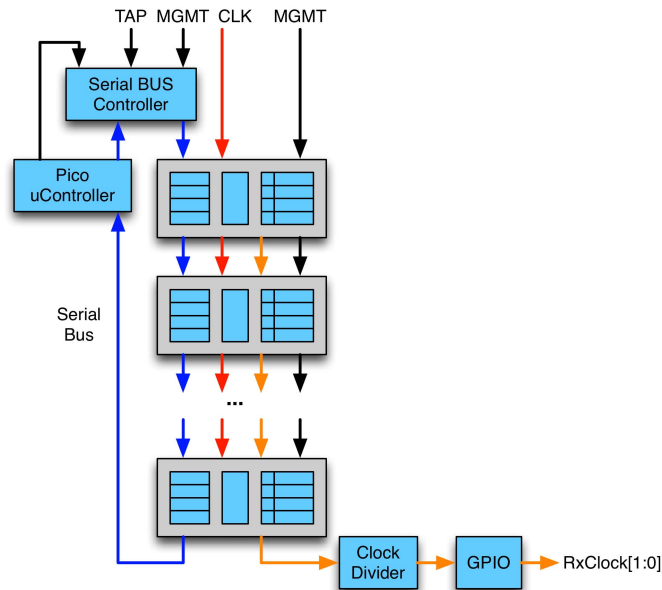 TAP MGMT CLK MGMT
Serial BUS
Controller
Pico
uController
Serial
Bus
...
Clock
Divider
GPIO
RxClock[1:0]